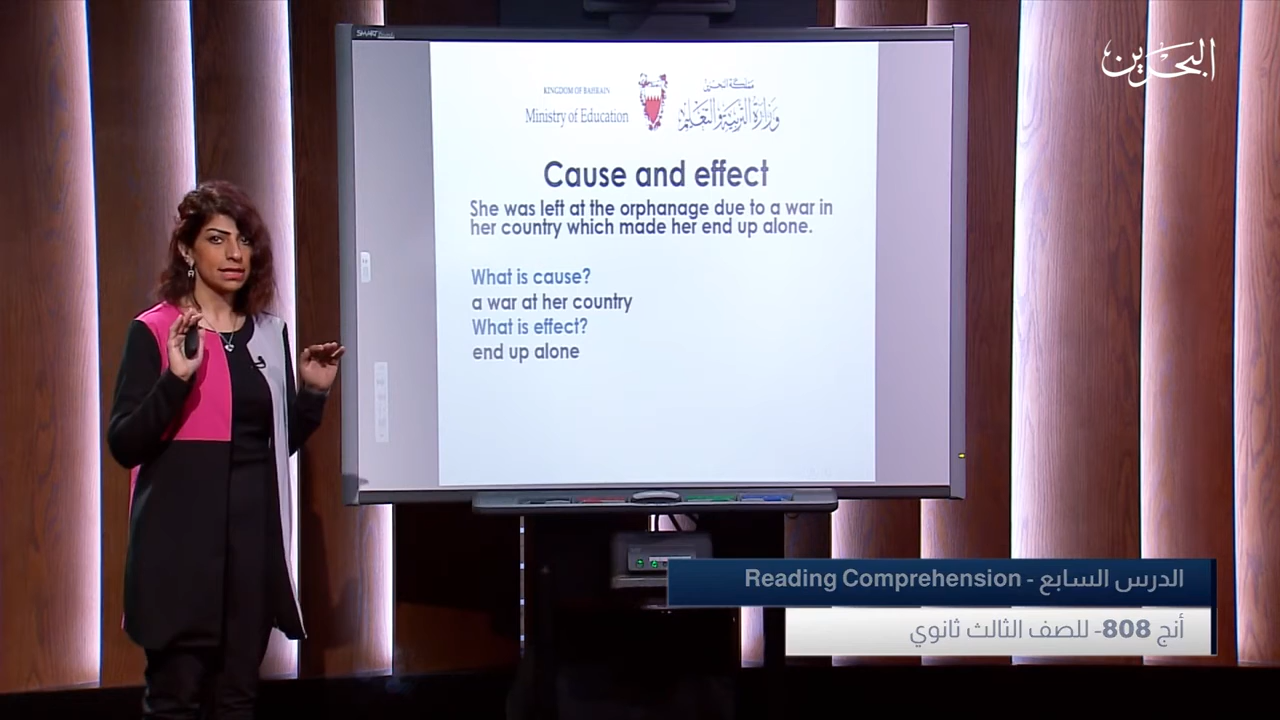 SMART
البحرين
KINGDOM OF BAHRAIN
Ministry of Education
مملكة البحرين
وزارة التربية والتعليم
Cause and effect
She was left at the orphanage due to a war in
her country which made her end up alone.
What is cause?
a war at her country
What is effect?
end up alone
الدرس السابع - Reading Comprehension
أنج 808- للصف الثالث ثانوي